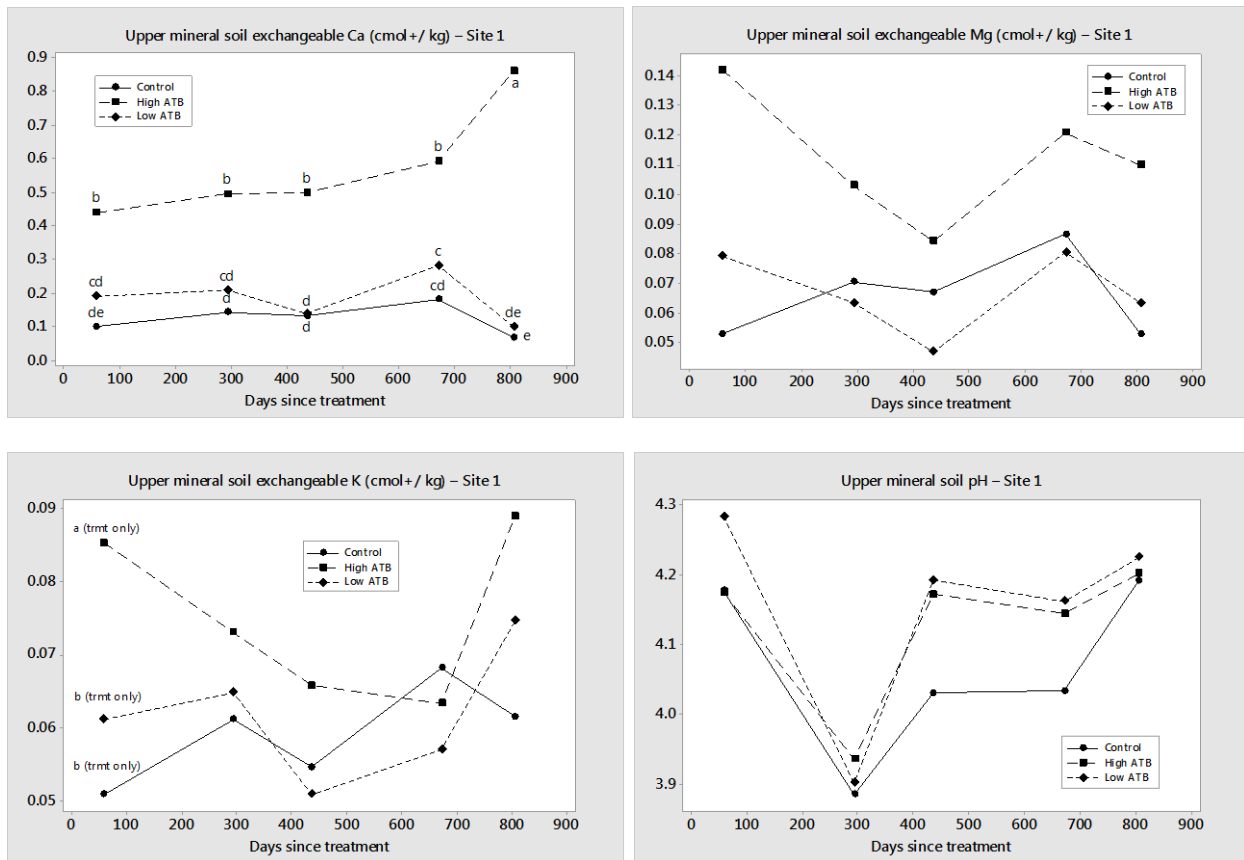 Upper mineral soil exchangeable Ca (cmol+/ kg) – Site 1
0.9
0.8
0.7
0.6
0.5
0.4
0.3
0.2
0.1
0.0
Control
High ATB
Low ATB
b
b
b
b
a
cd
cd
d
c
de
de
d
d
cd
e
0 100 200 300 400 500 600 700 800 900
Days since treatment
Upper mineral soil exchangeable Mg (cmol+/ kg) – Site 1
0.14
0.13
0.12
0.11
0.10
0.09
0.08
0.07
0.06
0.05
Control
High ATB
Low ATB
0 100 200 300 400 500 600 700 800 900
Days since treatment
Upper mineral soil exchangeable K (cmol+/ kg) – Site 1
0.09
0.08
0.07
0.06
0.05
a (trmt only)
b (trmt only)
b (trmt only)
Control
High ATB
Low ATB
0 100 200 300 400 500 600 700 800 900
Days since treatment
Upper mineral soil pH – Site 1
4.3
4.2
4.1
4.0
3.9
Control
High ATB
Low ATB
0 100 200 300 400 500 600 700 800 900
Days since treatment